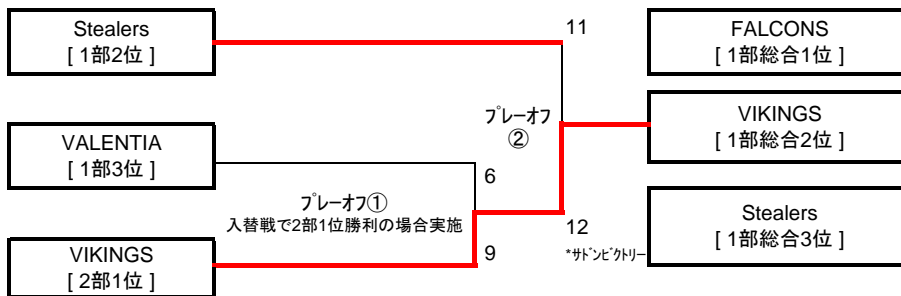 Stealers
[ 1部2位 ]
11
FALCONS
[ 1部総合1位 ]
ﾌﾟﾚｰｵﾌ
②
VIKINGS
[ 1部総合2位 ]
VALENTIA
[ 1部3位 ]
6
ﾌﾟﾚｰｵﾌ①
入替戦で2部1位勝利の場合実施
12
*ｻﾄﾞﾝﾋﾞｸﾄﾘｰ
Stealers
[ 1部総合3位 ]
VIKINGS
[ 2部1位 ]
9